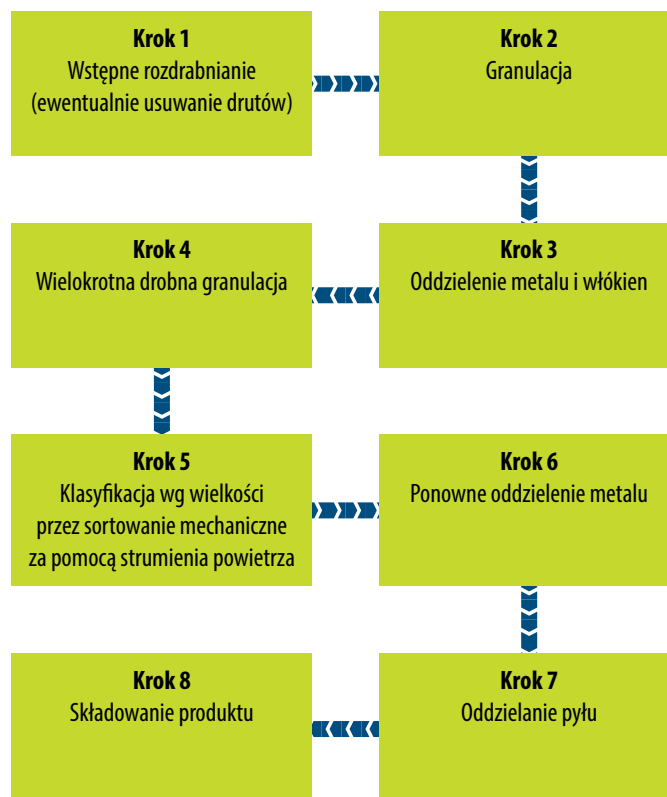 Krok 1
Wstępne rozdrabnianie
(ewentualnie usuwanie drutów)
Krok 2
Granulacja
Krok 3
Oddzielenie metalu i włókien
Krok 4
Wielokrotna drobna granulacja
Krok 5
Klasyfikacja wg wielkości
przez sortowanie mechaniczne
za pomocą strumienia powietrza
Krok 6
Ponowne oddzielenie metalu
Krok 7
Oddzielanie pyłu
Krok 8
Składowanie produktu